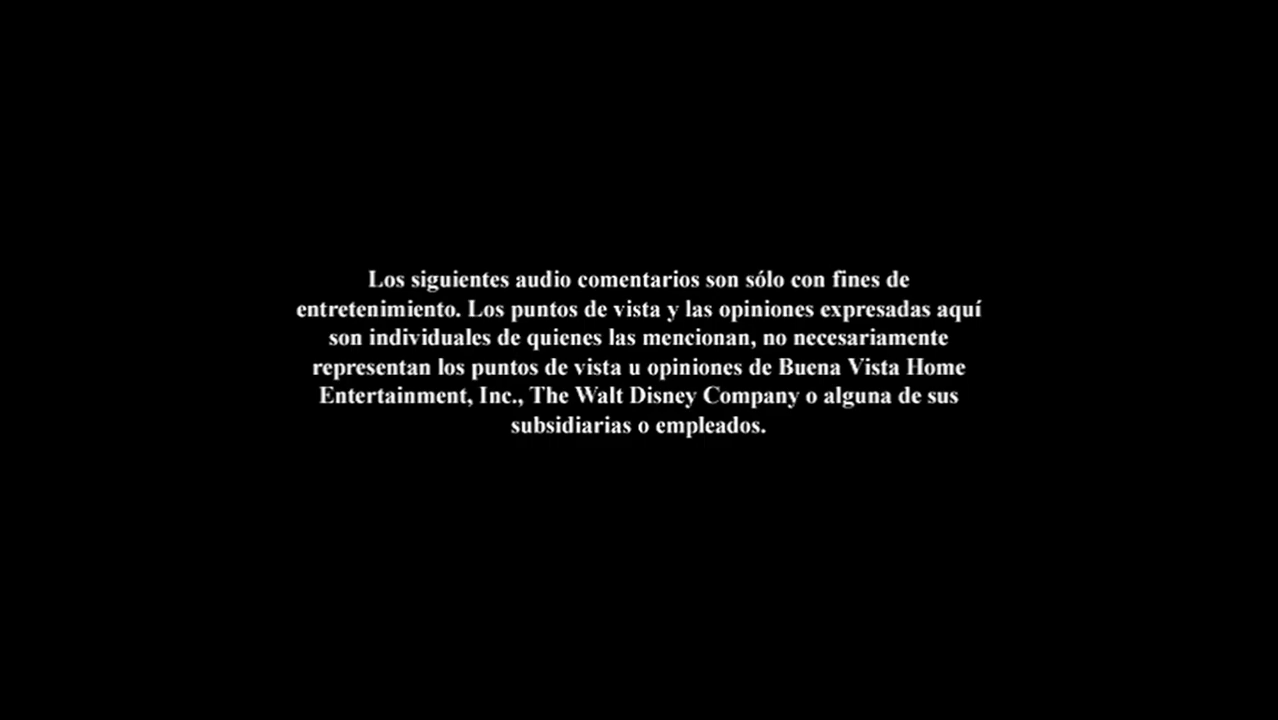 Los siguientes audio comentarios son sólo con fines de
entretenimiento. Los puntos de vista y las opiniones expresadas aquí
son individuales de quienes las mencionan, no necesariamente
representan los puntos de vista u opiniones de Buena Vista Home
Entertainment, Inc., The Walt Disney Company o alguna de sus
subsidiarias o empleados.